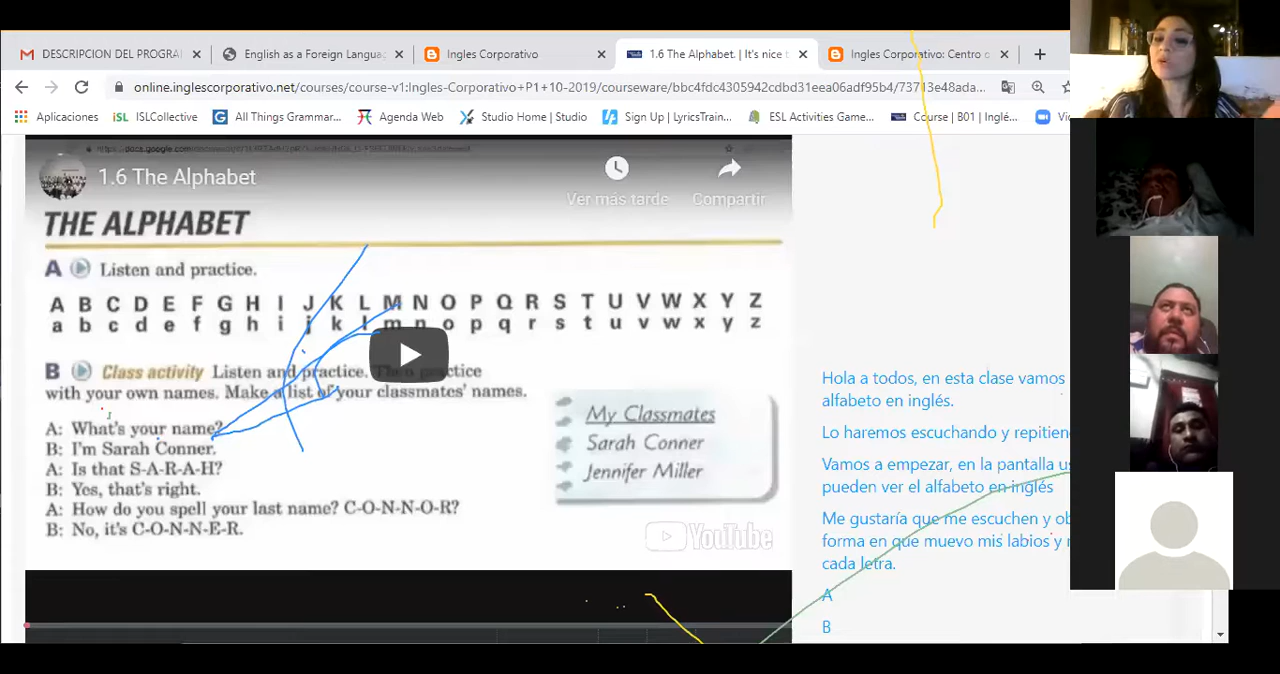 DESCRIPCION DEL PROGRA
English as a Foreign Languag
Ingles Corporativo
1.6 The Alphabet. | It's nice t
Ingles Corporativo: Centro
online.inglescorporativo.net/courses/course-v1:Ingles-Corporativo+P1+10-2019/courseware/bbc4fdc4305942cdbd31eea06adf95b4/73713e48ada...
Aplicaciones
iSL ISLCollective
All Things Grammar...
Agenda Web
Studio Home | Studio
Sign Up | LyricsTrain...
ESL Activities Game...
Course | B01 | Inglé...
1.6 The Alphabet
Ver más tarde
Compartir
THE ALPHABET
A Listen and practice.
A B C D E F G H I J K L M N O P Q R S T U V W X Y Z
a b c d e f g h i j k l m n o p q r s t u v w x y z
B Class activity Listen and practice. Then practice
with your own names. Make a list of your classmates' names.
A: What's your name?
B: I'm Sarah Conner.
A: Is that S-A-R-A-H?
B: Yes, that's right.
A: How do you spell your last name? C-O-N-N-O-R?
B: No, it's C-O-N-N-E-R.
My Classmates
Sarah Conner
Jennifer Miller
YouTube
Hola a todos, en esta clase vamos
alfabeto en inglés.
Lo haremos escuchando y repitien
Vamos a empezar, en la pantalla us
pueden ver el alfabeto en inglés
Me gustaría que me escuchen y ob
forma en que muevo mis labios y
cada letra.
A
B